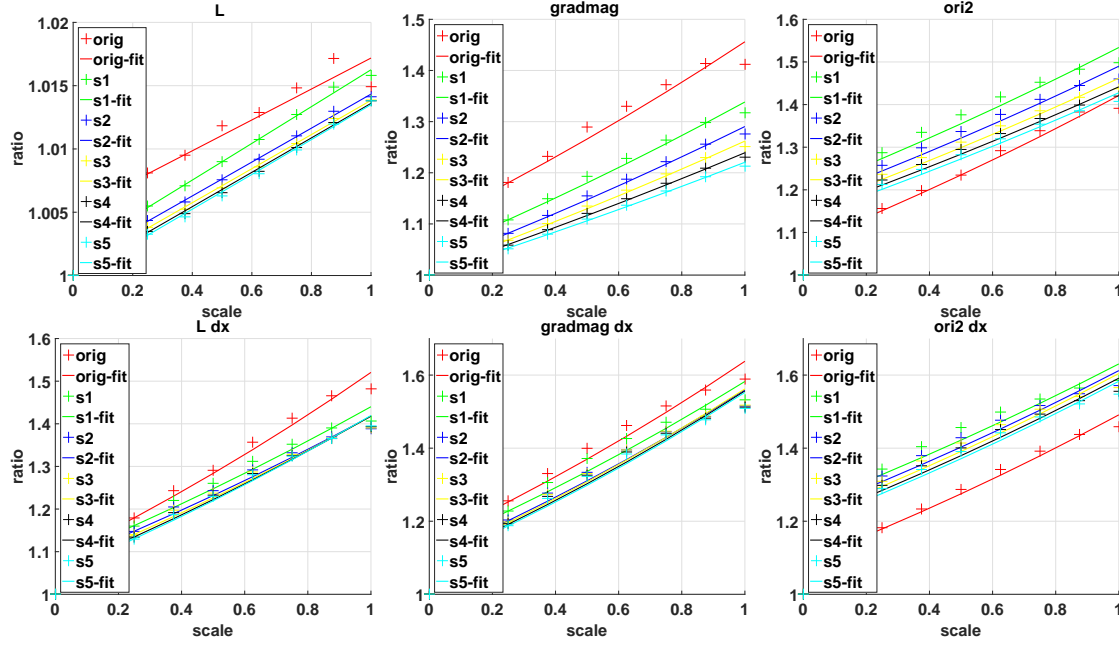 L
1.02
1.015
1.01
1.005
1
ratio
orig
orig-fit
s1
s1-fit
s2
s2-fit
s3
s3-fit
s4
s4-fit
s5
s5-fit
0 0.2 0.4 0.6 0.8 1
scale
gradmag
1.5
1.4
1.3
1.2
1.1
1
ratio
orig
orig-fit
s1
s1-fit
s2
s2-fit
s3
s3-fit
s4
s4-fit
s5
s5-fit
0 0.2 0.4 0.6 0.8 1
scale
ori2
1.6
1.5
1.4
1.3
1.2
1.1
1
ratio
orig
orig-fit
s1
s1-fit
s2
s2-fit
s3
s3-fit
s4
s4-fit
s5
s5-fit
0 0.2 0.4 0.6 0.8 1
scale
L dx
1.6
1.5
1.4
1.3
1.2
1.1
1
ratio
orig
orig-fit
s1
s1-fit
s2
s2-fit
s3
s3-fit
s4
s4-fit
s5
s5-fit
0 0.2 0.4 0.6 0.8 1
scale
gradmag dx
1.6
1.4
1.2
1
ratio
orig
orig-fit
s1
s1-fit
s2
s2-fit
s3
s3-fit
s4
s4-fit
s5
s5-fit
0 0.2 0.4 0.6 0.8 1
scale
ori2 dx
1.6
1.4
1.2
1
ratio
orig
orig-fit
s1
s1-fit
s2
s2-fit
s3
s3-fit
s4
s4-fit
s5
s5-fit
0 0.2 0.4 0.6 0.8 1
scale